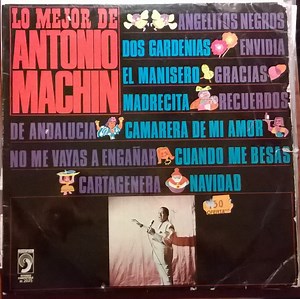 LO MEJOR DE
ANTONIO
MACHIN
ANGELITOS NEGROS
DOS GARDENIAS ENVIDIA
EL MANISERO GRACIAS
MADRECITA RECUERDOS
DE ANDALUCIA CAMARERA DE MI AMOR
NO ME VAYAS A ENGAÑAR CUANDO ME BESAS
CARTAGENERA NAVIDAD